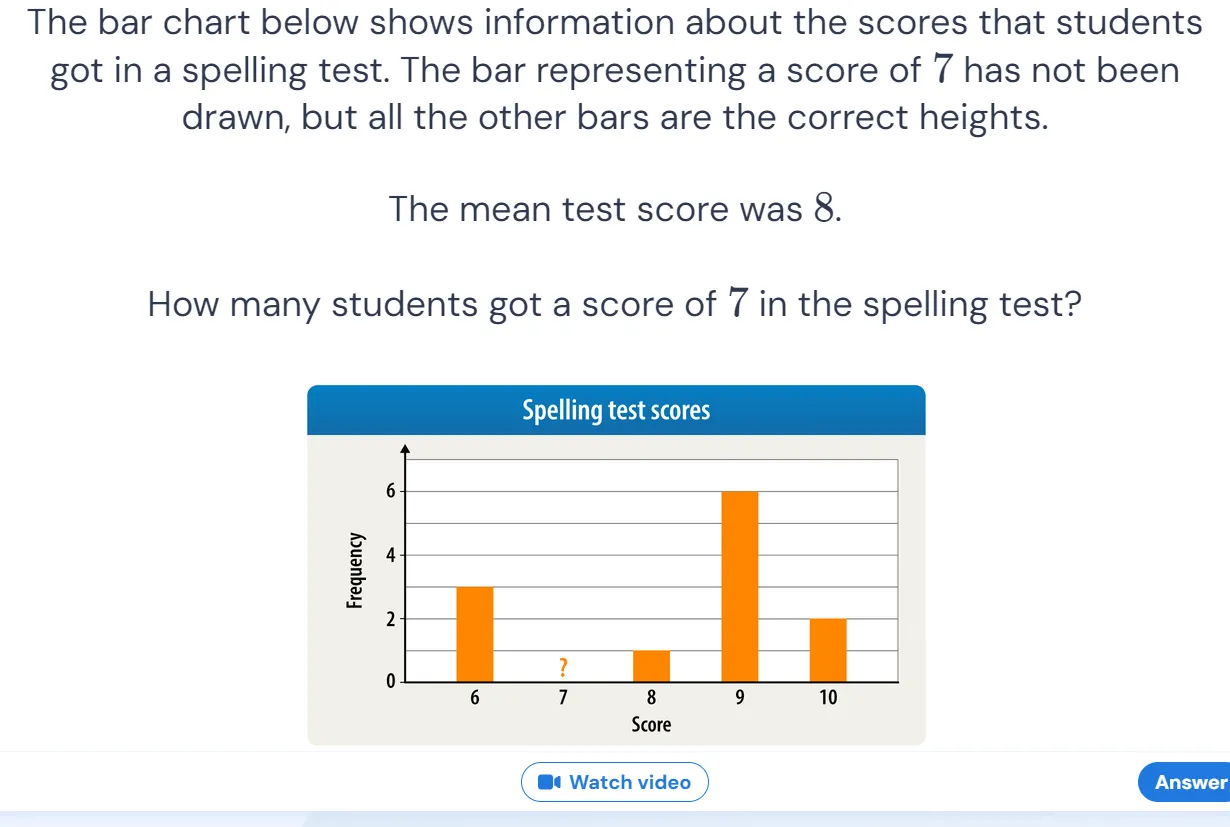 The bar chart below shows information about the scores that students
got in a spelling test. The bar representing a score of 7 has not been
drawn, but all the other bars are the correct heights.
The mean test score was 8.
How many students got a score of 7 in the spelling test?
Spelling test scores
Frequency
6
4
2
0
?
6 7 8 9 10
Score
Watch video
Answer